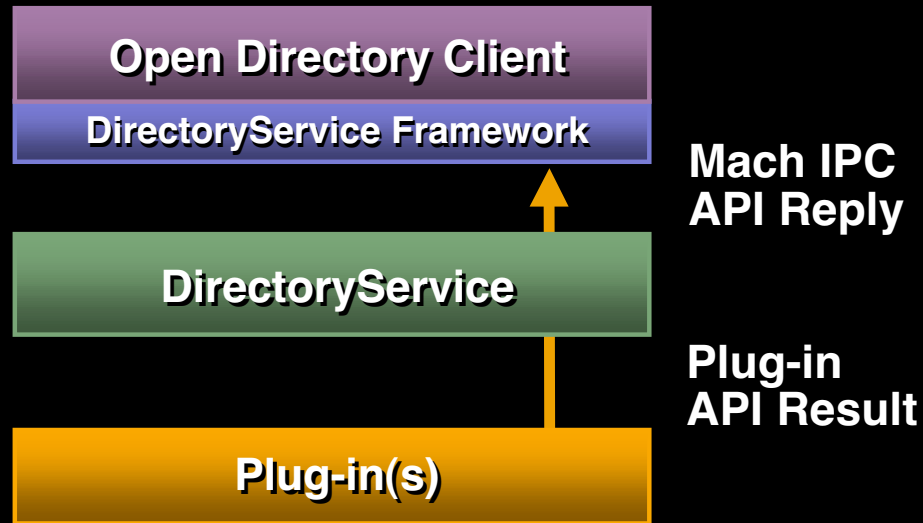 Open Directory Client
DirectoryService Framework
Mach IPC
API Reply
DirectoryService
Plug-in
API Result
Plug-in(s)